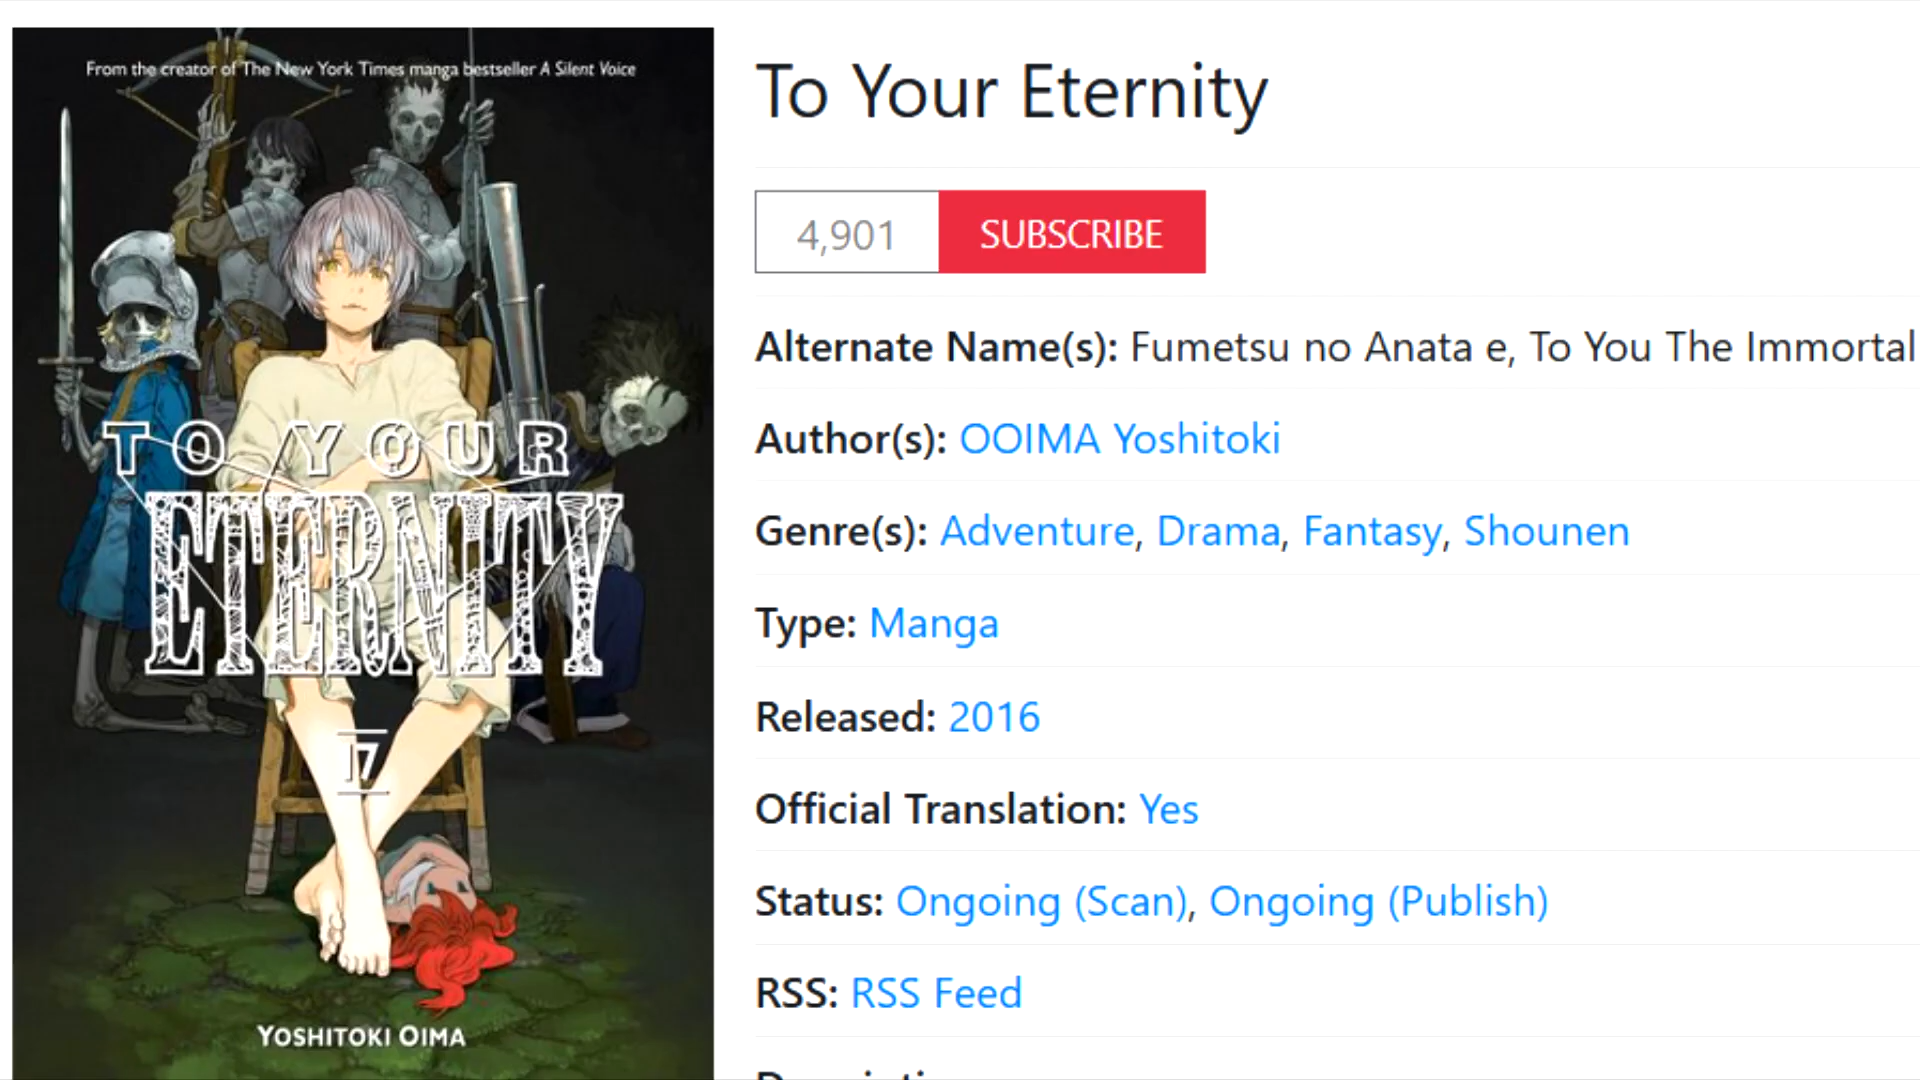 From the creator of The New York Times manga bestseller A Silent Voice
TO YOUR
ETERNITY
17
YOSHITOKI OIMA
To Your Eternity
4,901 SUBSCRIBE
Alternate Name(s): Fumetsu no Anata e, To You The Immortal
Author(s): OOIMA Yoshitoki
Genre(s): Adventure, Drama, Fantasy, Shounen
Type: Manga
Released: 2016
Official Translation: Yes
Status: Ongoing (Scan), Ongoing (Publish)
RSS: RSS Feed